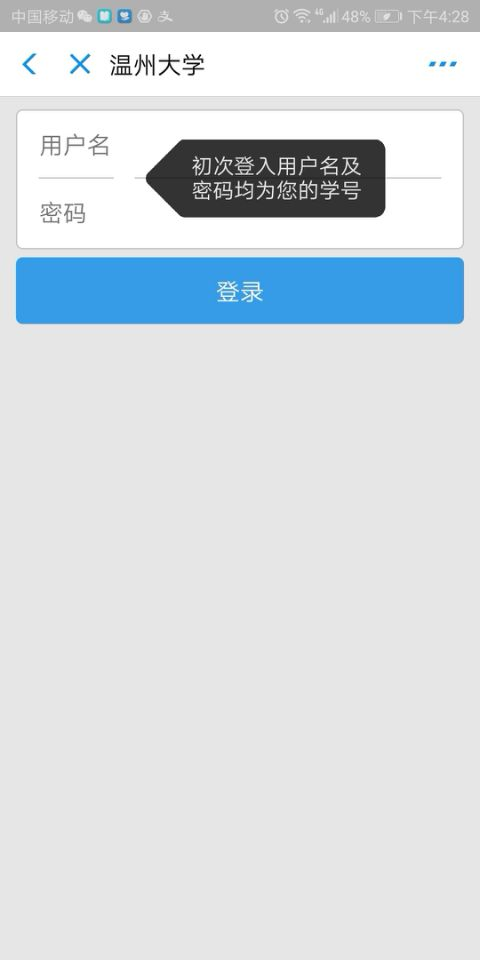 中国移动 4G 48% 下午4:28
温州大学
用户名
初次登入用户名及
密码均为您的学号
密码
登录